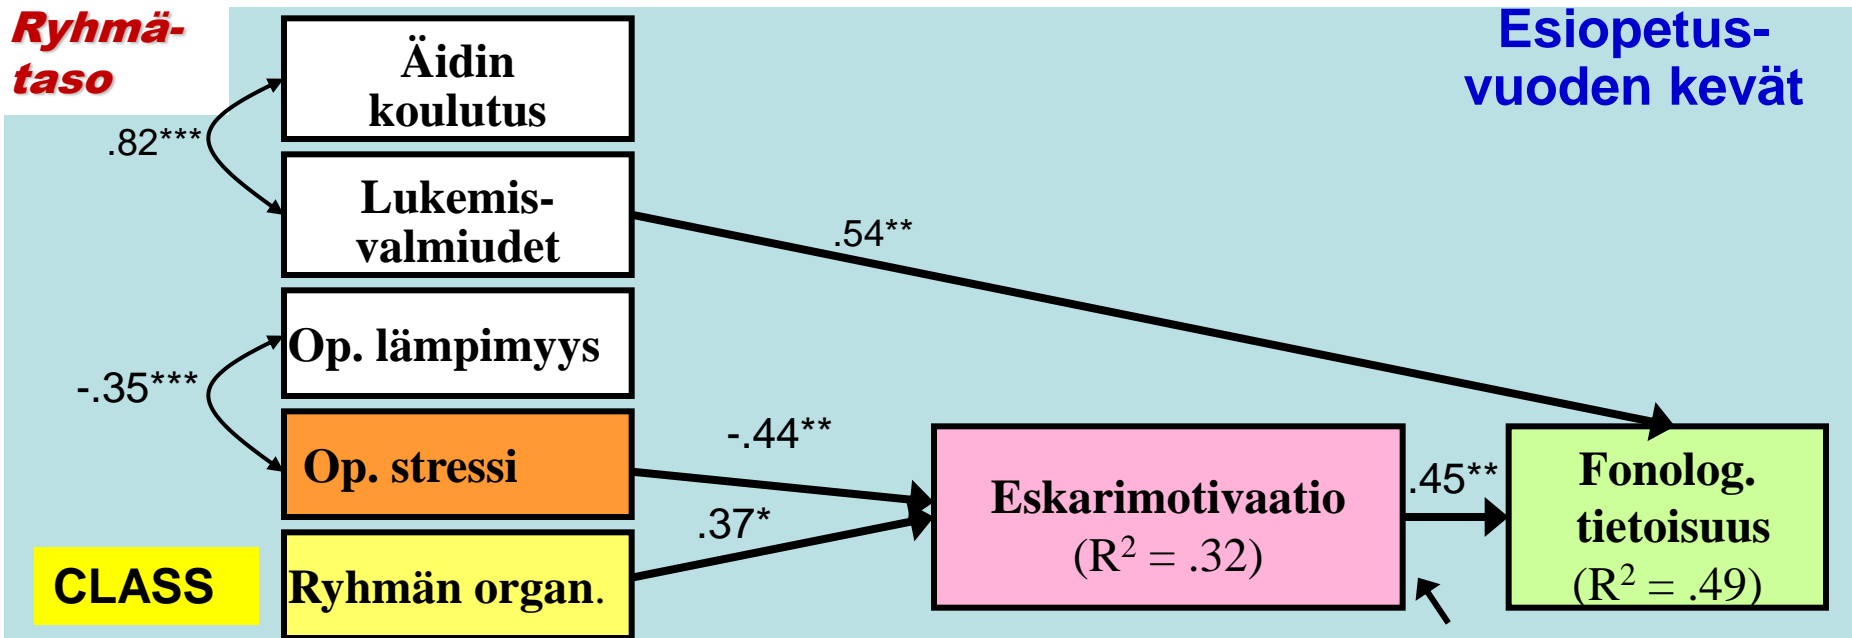 Ryhmä-
taso
Esiopetus-
vuoden kevät
Äidin
koulutus
.82***
Lukemis-
valmiudet
.54**
Op. lämpimyys
-.35***
Op. stressi
-.44**
.37*
Eskarimotivaatio
(R² = .32)
.45**
Fonolog.
tietoisuus
(R² = .49)
CLASS
Ryhmän organ.